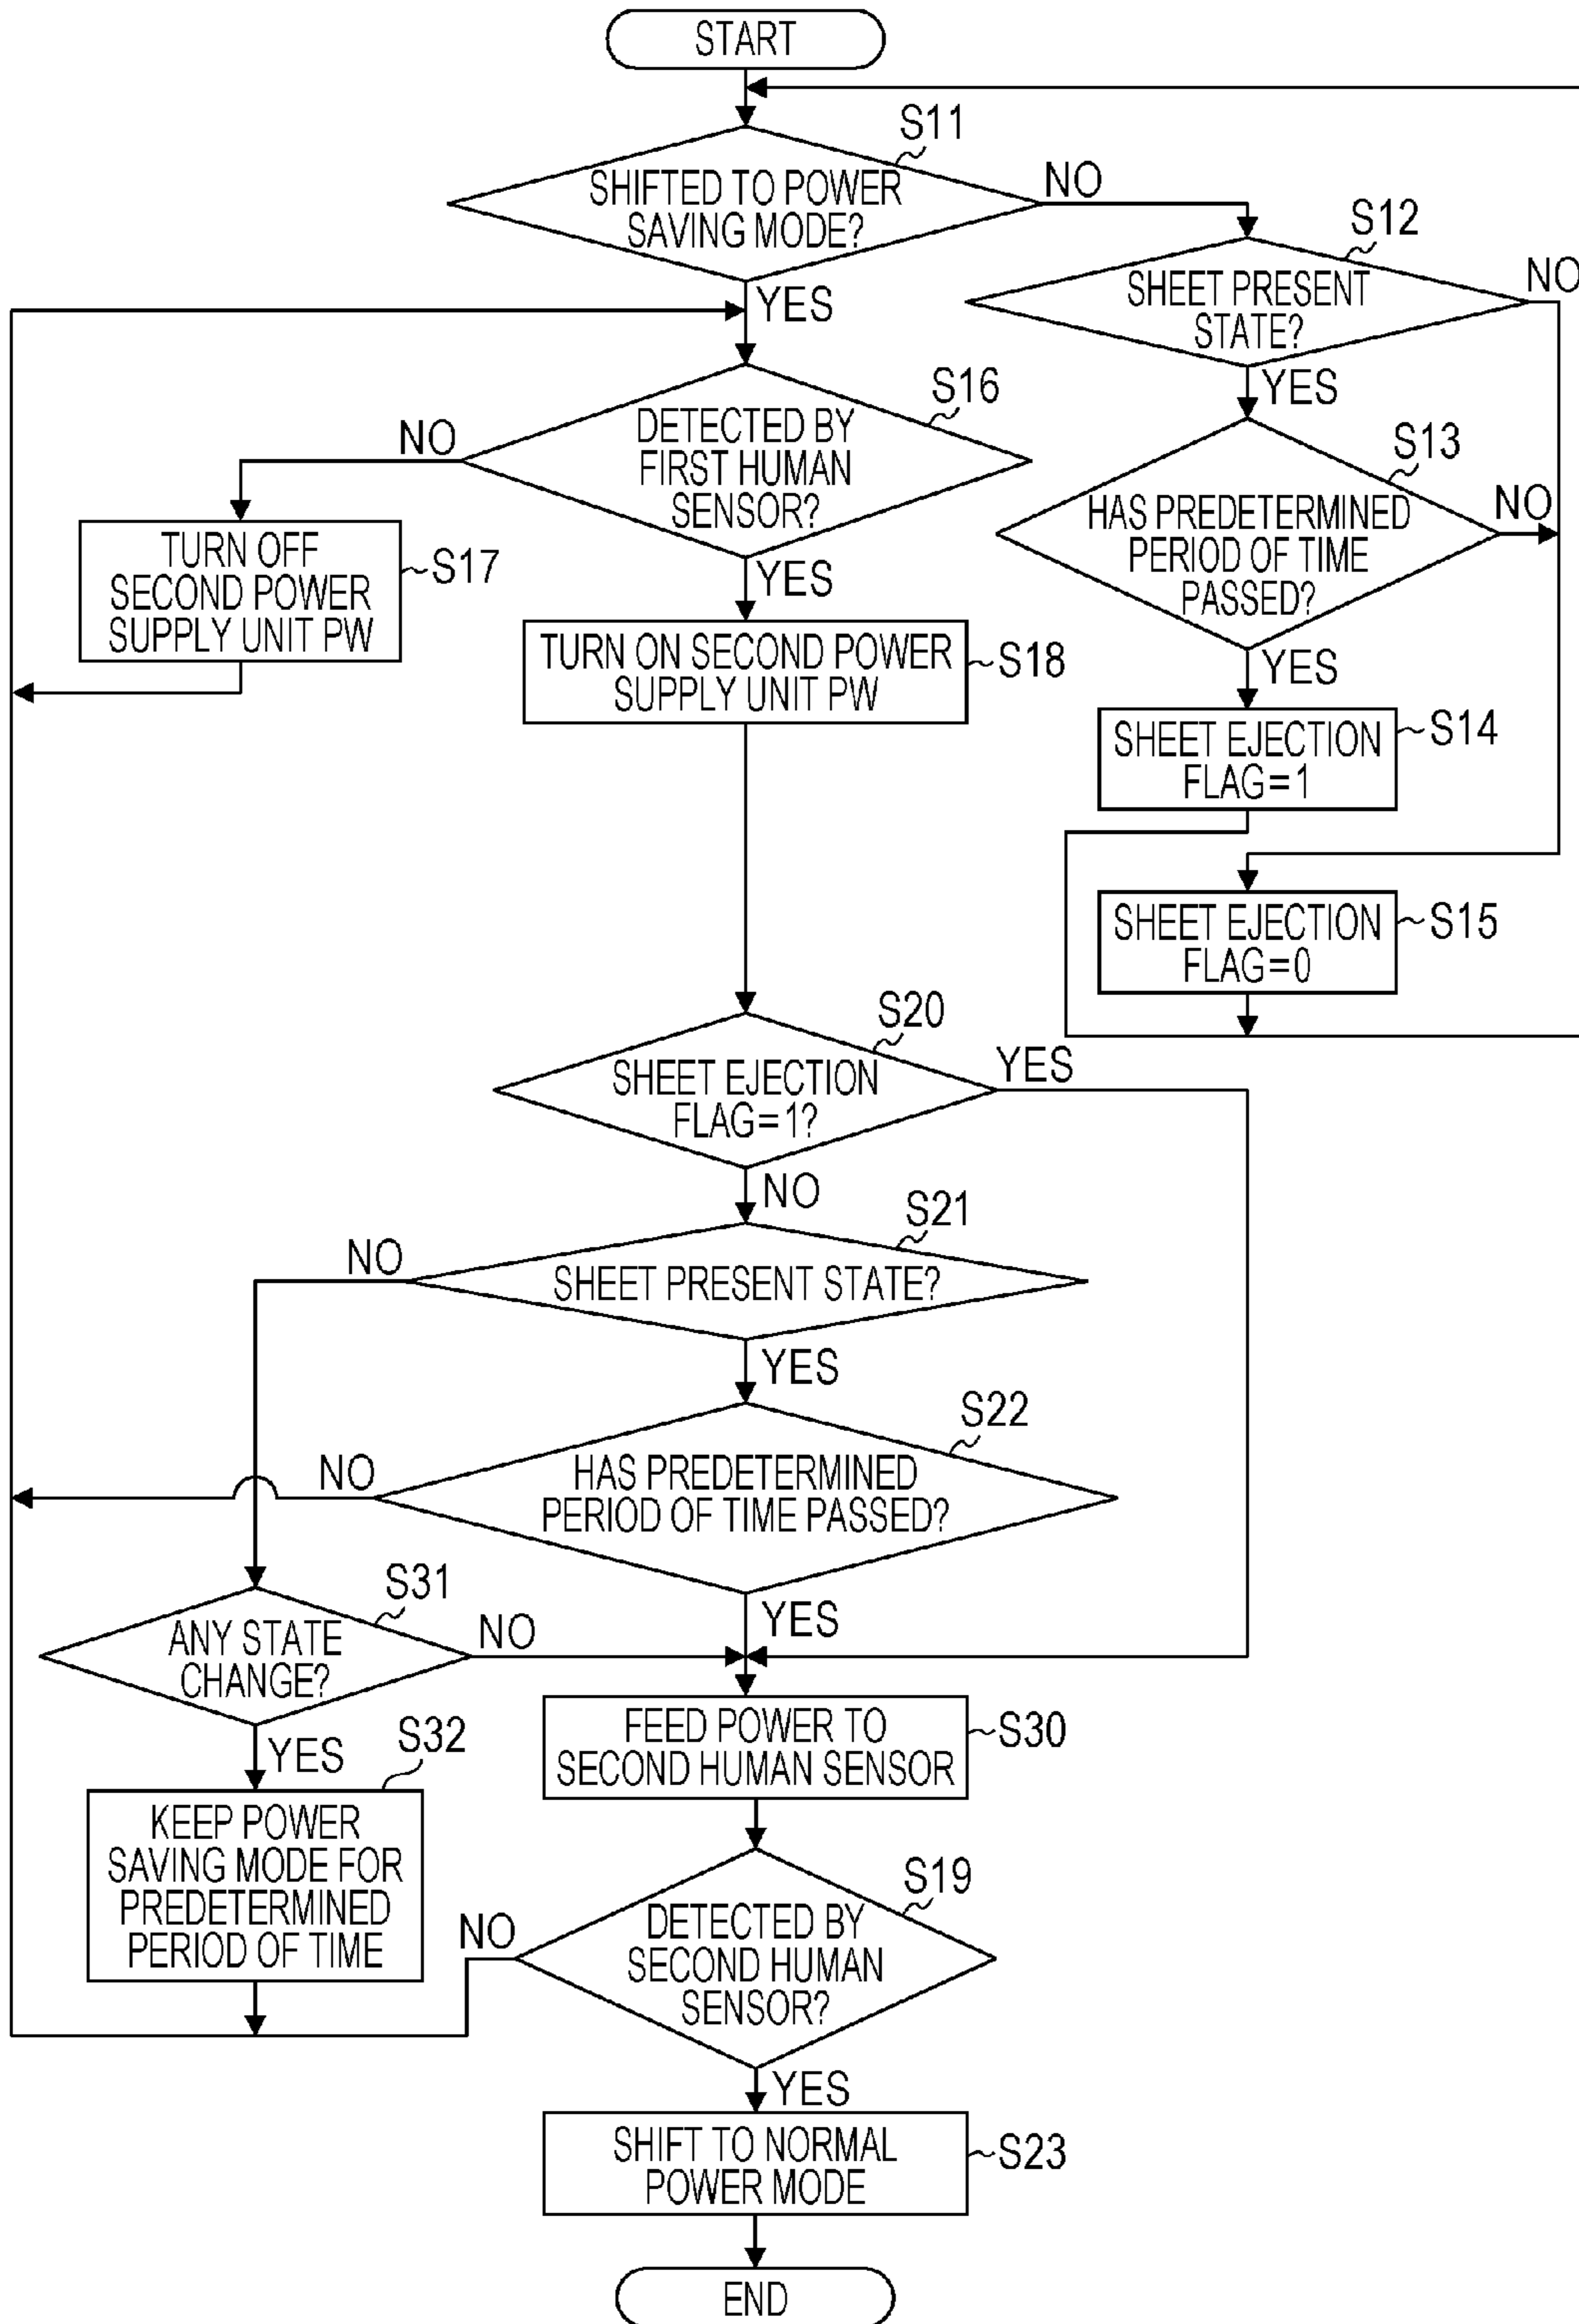 START
S11
SHIFTED TO POWER
SAVING MODE?
NO
YES
S12
SHEET PRESENT
STATE?
NO
YES
S13
HAS PREDETERMINED
PERIOD OF TIME
PASSED?
NO
YES
SHEET EJECTION
FLAG=1
S14
SHEET EJECTION
FLAG=0
S15
S16
DETECTED BY
FIRST HUMAN
SENSOR?
NO
YES
TURN OFF
SECOND POWER
SUPPLY UNIT PW
S17
TURN ON SECOND POWER
SUPPLY UNIT PW
S18
S20
SHEET EJECTION
FLAG=1?
YES
NO
S21
SHEET PRESENT STATE?
NO
YES
S22
HAS PREDETERMINED
PERIOD OF TIME PASSED?
NO
YES
S31
ANY STATE
CHANGE?
NO
YES
S32
KEEP POWER
SAVING MODE FOR
PREDETERMINED
PERIOD OF TIME
FEED POWER TO
SECOND HUMAN SENSOR
S30
S19
DETECTED BY
SECOND HUMAN
SENSOR?
NO
YES
SHIFT TO NORMAL
POWER MODE
S23
END